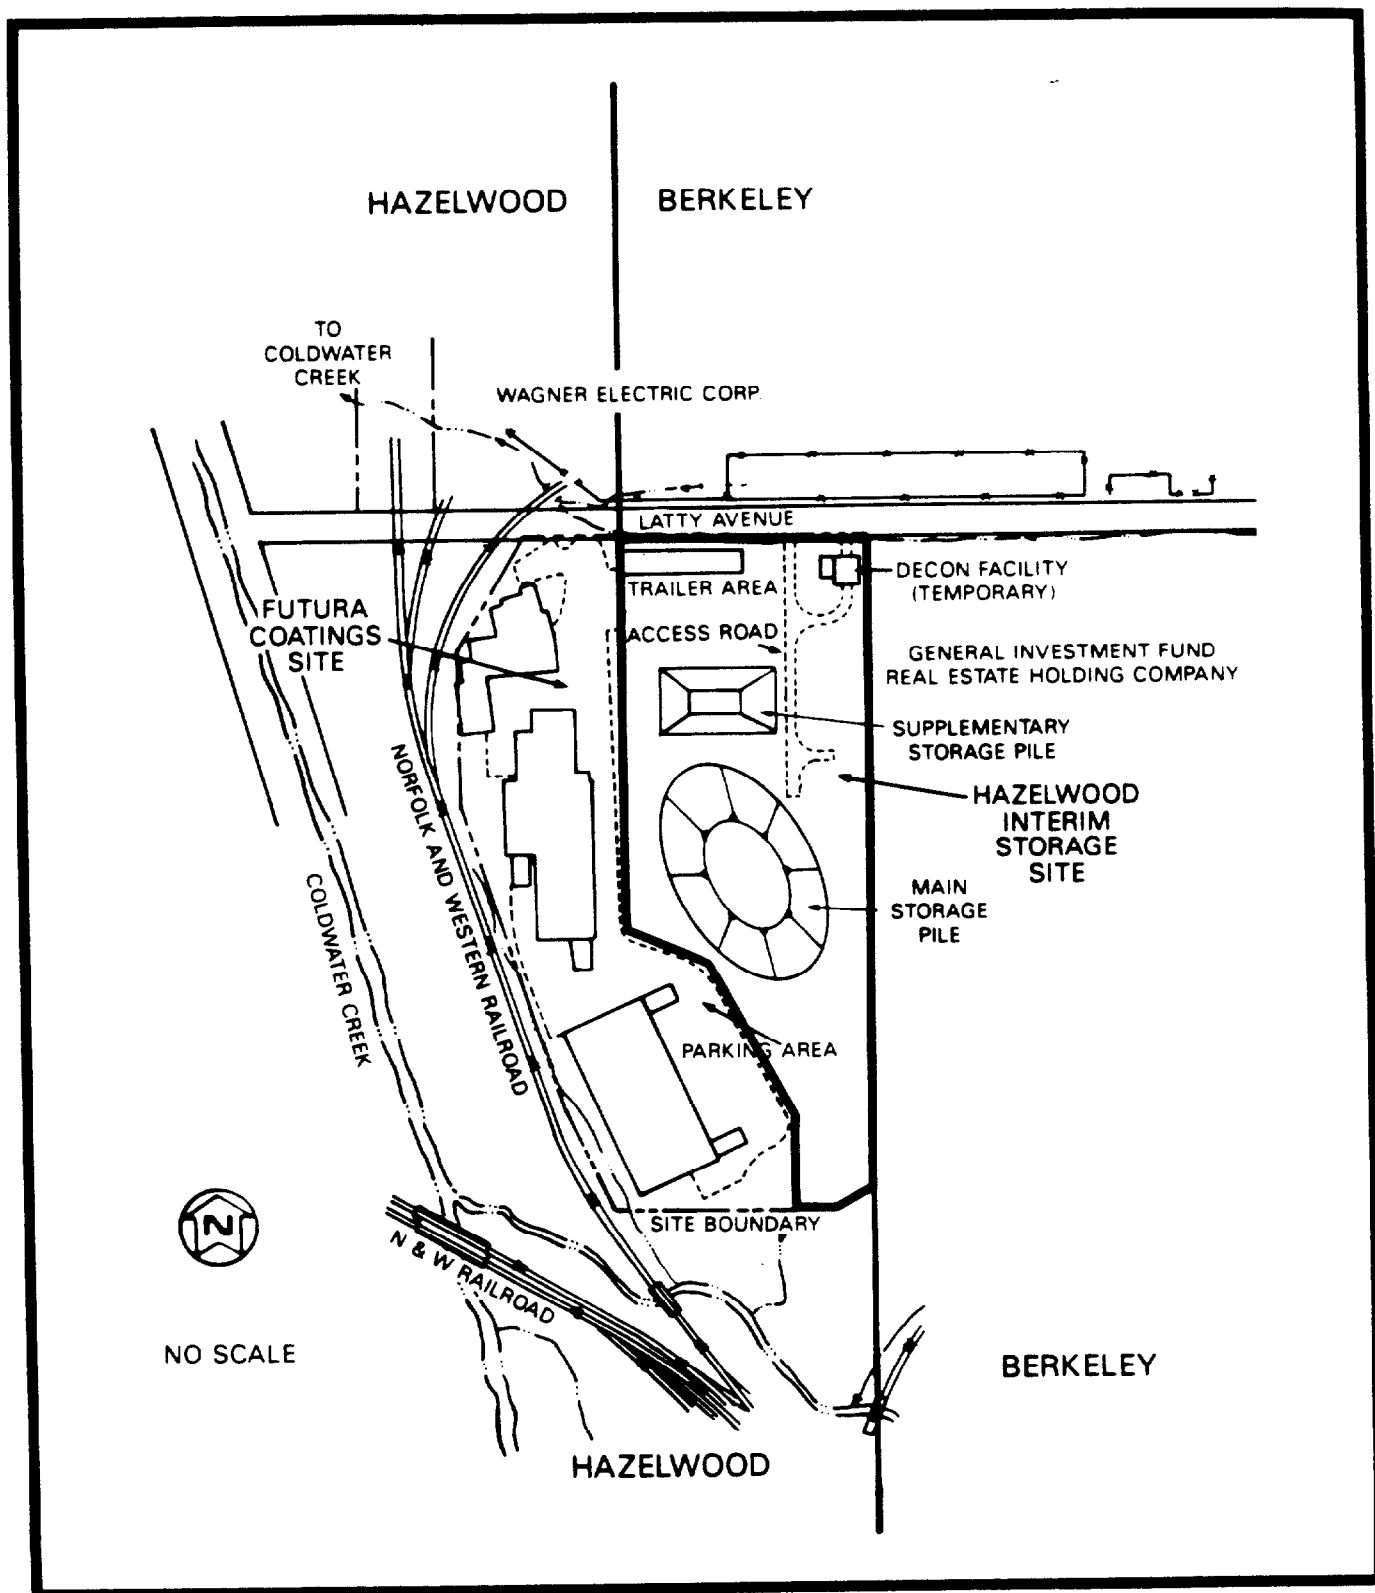 HAZELWOOD
BERKELEY
TO
COLDWATER
CREEK
WAGNER ELECTRIC CORP.
LATTY AVENUE
TRAILER AREA
DECON FACILITY
(TEMPORARY)
FUTURA
COATINGS
SITE
ACCESS ROAD
GENERAL INVESTMENT FUND
REAL ESTATE HOLDING COMPANY
SUPPLEMENTARY
STORAGE PILE
HAZELWOOD
INTERIM
STORAGE
SITE
MAIN
STORAGE
PILE
NORFOLK AND WESTERN RAILROAD
COLDWATER CREEK
PARKING AREA
SITE BOUNDARY
N
N & W RAILROAD
NO SCALE
BERKELEY
HAZELWOOD